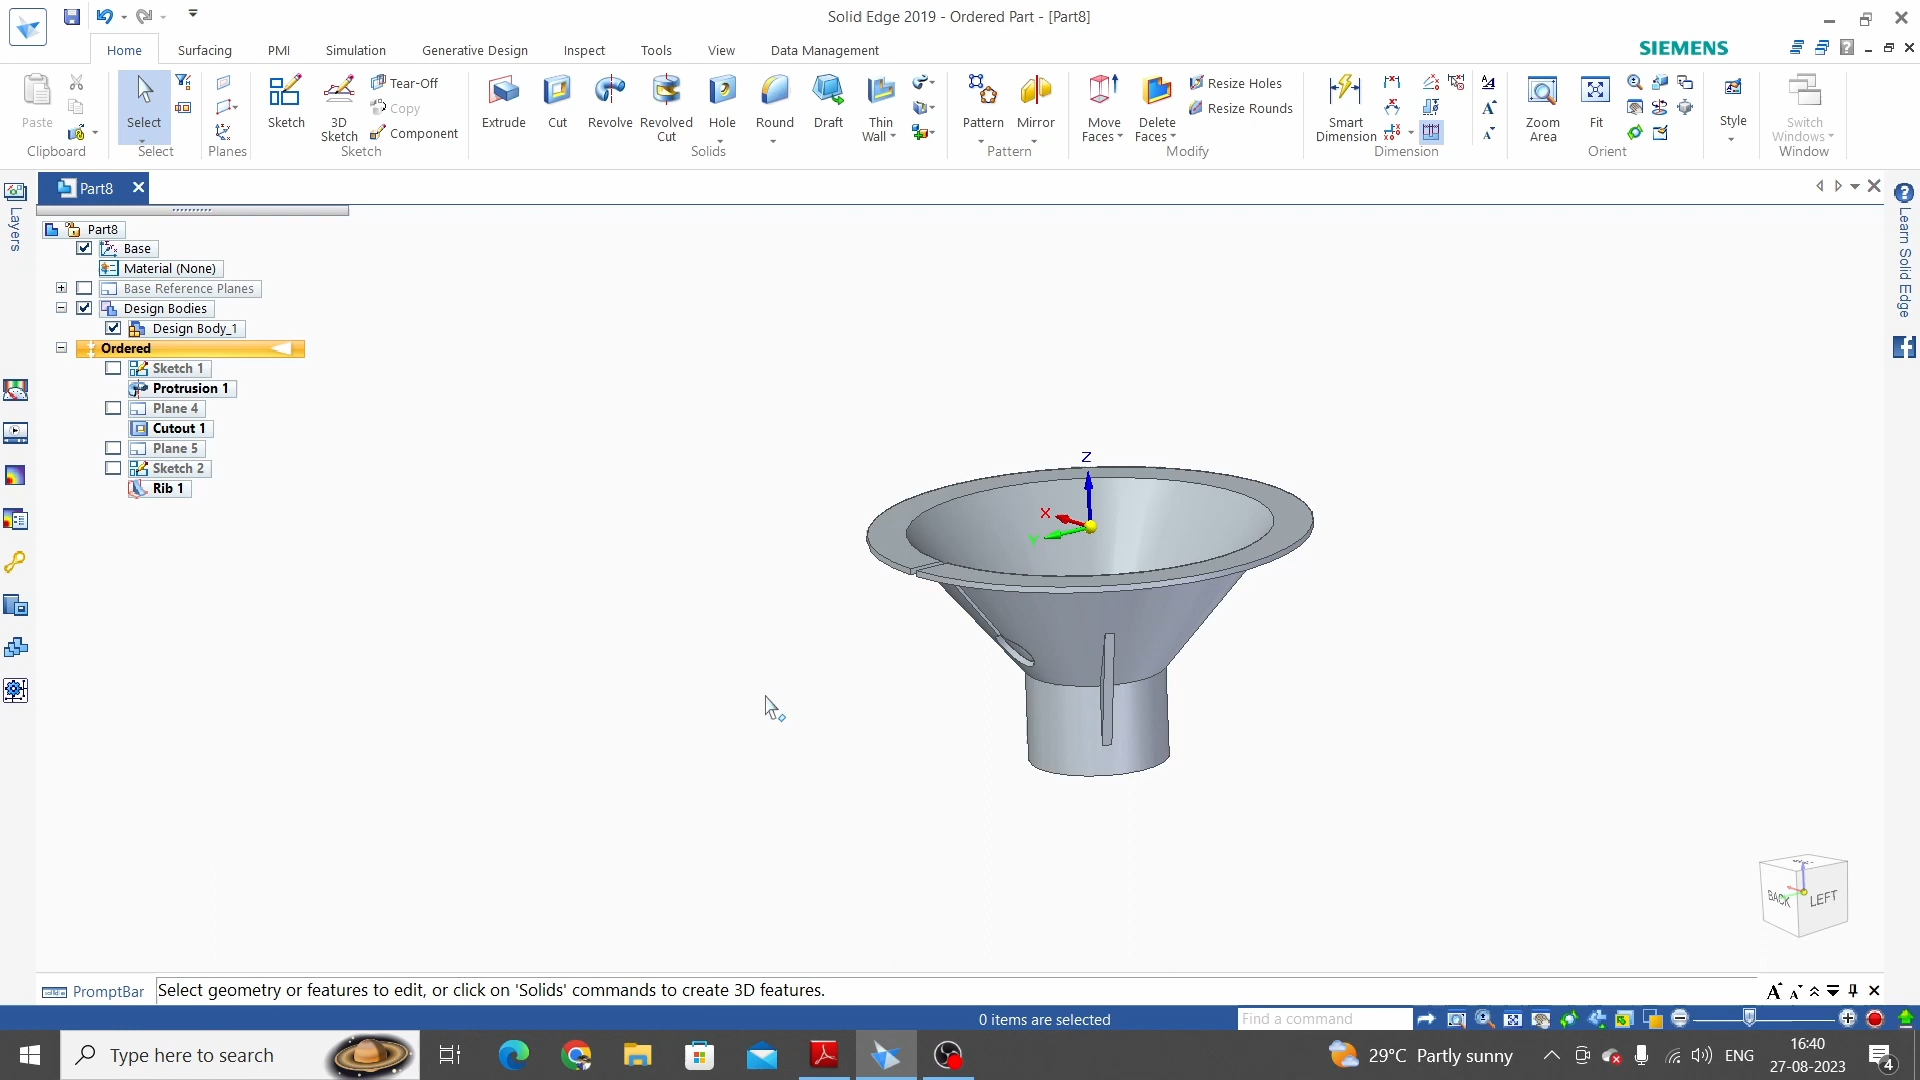 Solid Edge 2019 - Ordered Part - [Part8]
Home
Surfacing
PMI
Simulation
Generative Design
Inspect
Tools
View
Data Management
SIEMENS
Paste
Clipboard
Select
Select
Planes
Sketch
3D Sketch
Tear-Off
Copy
Component
Sketch
Extrude
Cut
Revolve
Revolved Cut
Hole
Round
Draft
Thin Wall
Solids
Pattern
Mirror
Pattern
Move Faces
Delete Faces
Resize Holes
Resize Rounds
Modify
Smart Dimension
Dimension
Zoom Area
Fit
Orient
Style
Switch Windows
Window
Part8
Layers
Learn Solid Edge
Part8
Base
Material (None)
Base Reference Planes
Design Bodies
Design Body_1
Ordered
Sketch 1
Protrusion 1
Plane 4
Cutout 1
Plane 5
Sketch 2
Rib 1
Z
X
Y
BACK
LEFT
PromptBar
Select geometry or features to edit, or click on 'Solids' commands to create 3D features.
0 items are selected
Find a command
Type here to search
29°C Partly sunny
ENG
16:40
27-08-2023
4